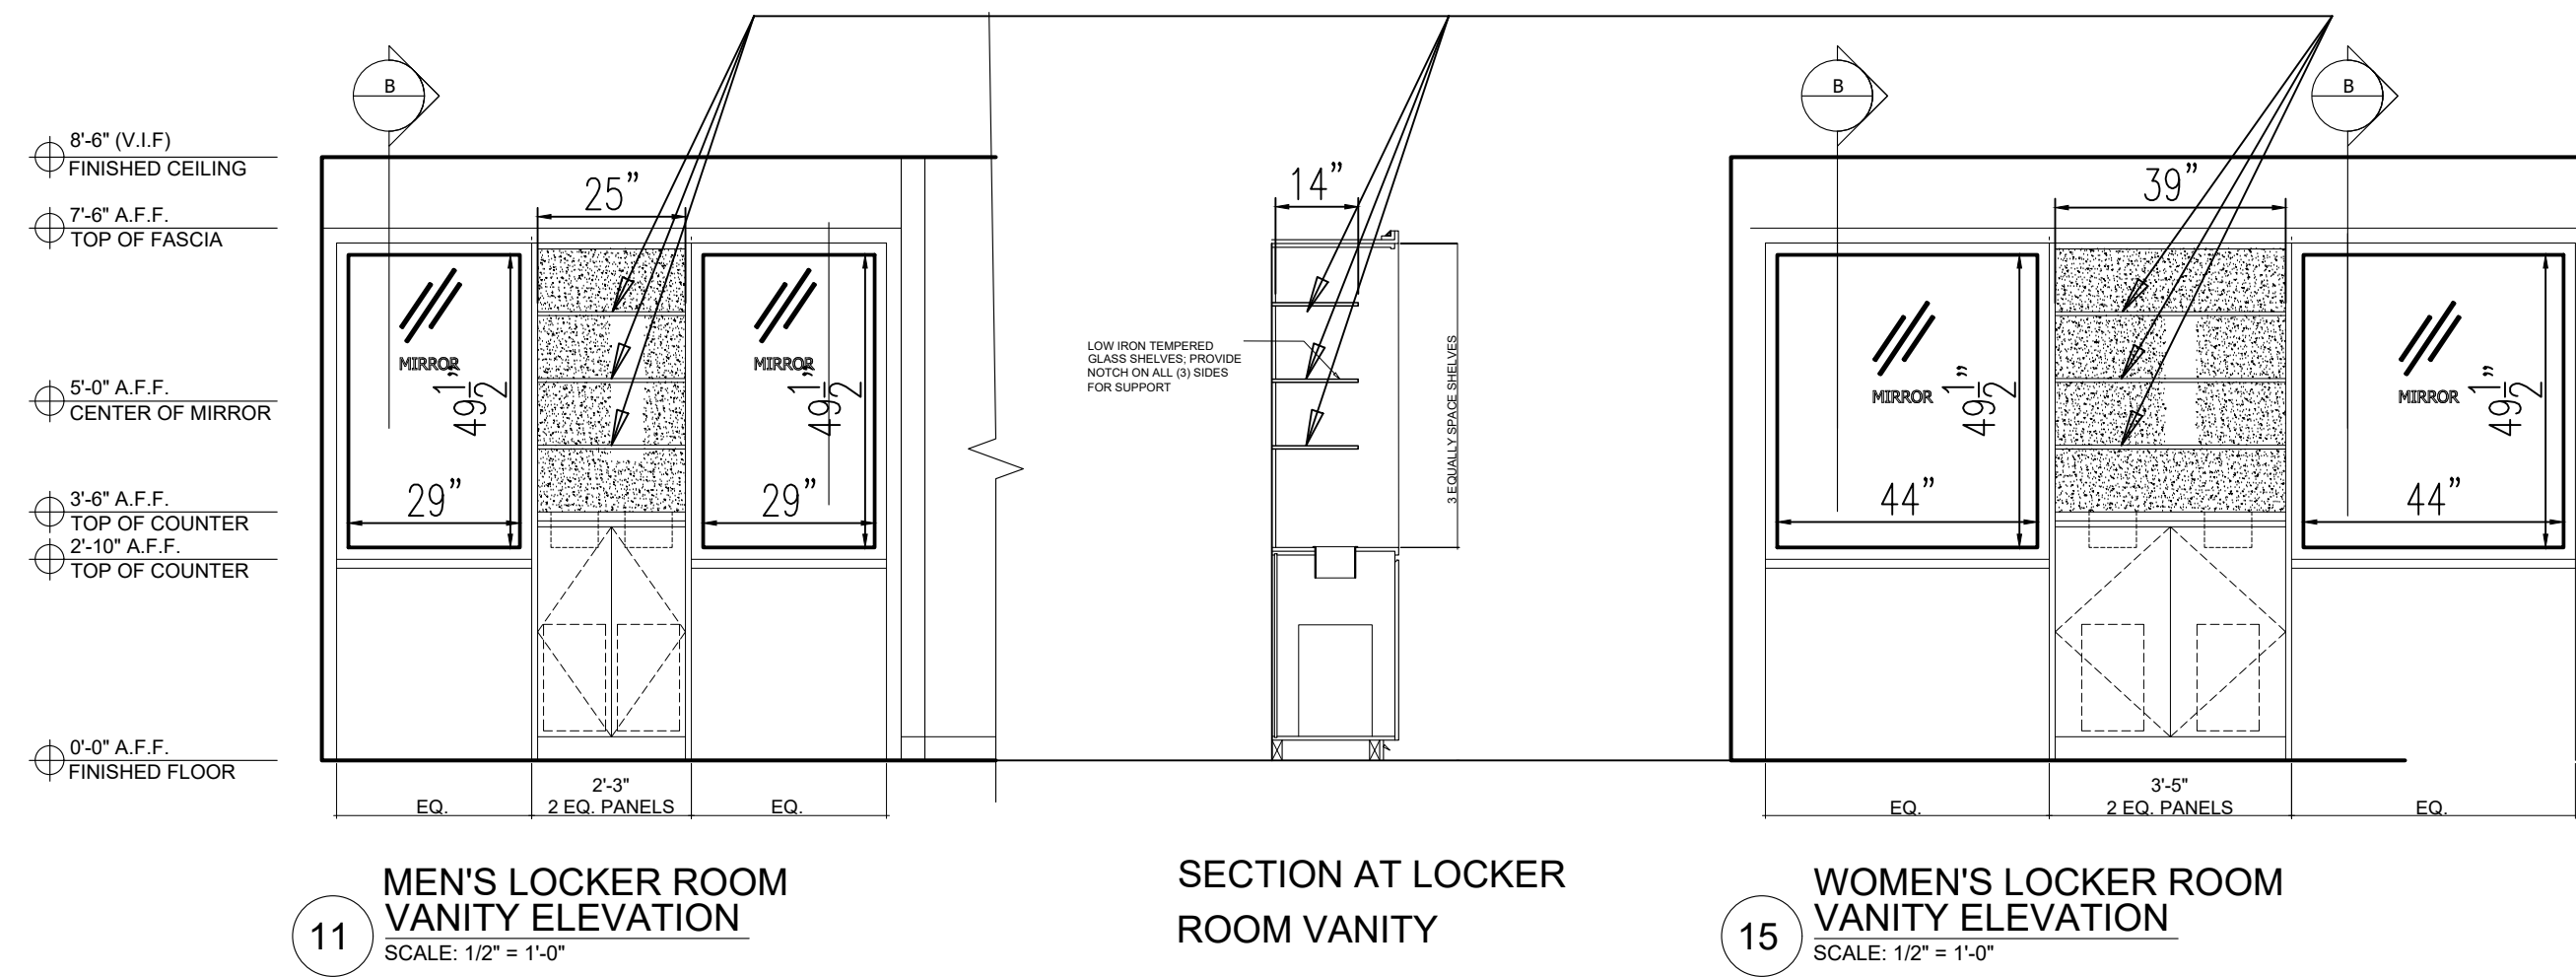 B
B
B
8'-6" (V.I.F)
FINISHED CEILING
7'-6" A.F.F.
TOP OF FASCIA
5'-0" A.F.F.
CENTER OF MIRROR
3'-6" A.F.F.
TOP OF COUNTER
2'-10" A.F.F.
TOP OF COUNTER
0'-0" A.F.F.
FINISHED FLOOR
25”
MIRROR
49 1/2”
29”
MIRROR
49 1/2”
29”
EQ.
2'-3"
2 EQ. PANELS
EQ.
11
MEN'S LOCKER ROOM
VANITY ELEVATION
SCALE: 1/2" = 1'-0"
14”
LOW IRON TEMPERED
GLASS SHELVES; PROVIDE
NOTCH ON ALL (3) SIDES
FOR SUPPORT
3 EQUALLY SPACE SHELVES
SECTION AT LOCKER
ROOM VANITY
39”
MIRROR
49 1/2”
44”
MIRROR
49 1/2”
44”
EQ.
3'-5"
2 EQ. PANELS
EQ.
15
WOMEN'S LOCKER ROOM
VANITY ELEVATION
SCALE: 1/2" = 1'-0"